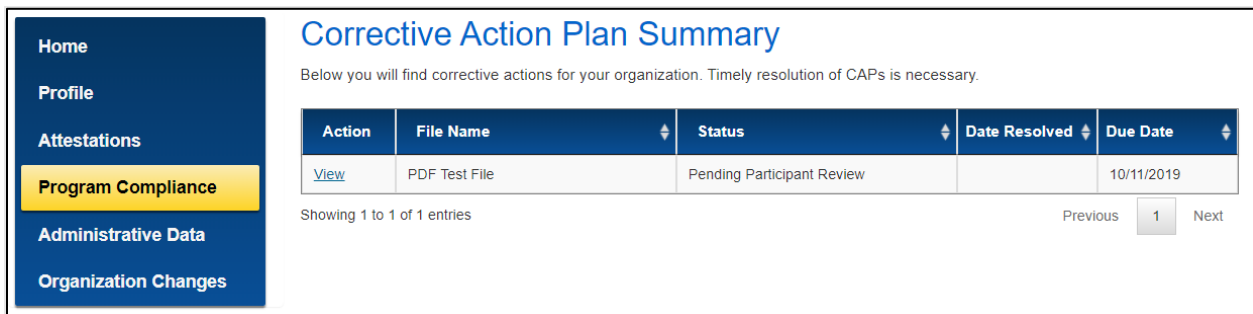 Home
Profile
Attestations
Program Compliance
Administrative Data
Organization Changes
Corrective Action Plan Summary
Below you will find corrective actions for your organization. Timely resolution of CAPs is necessary.
Action File Name Status Date Resolved Due Date
View PDF Test File Pending Participant Review 10/11/2019
Showing 1 to 1 of 1 entries Previous 1 Next